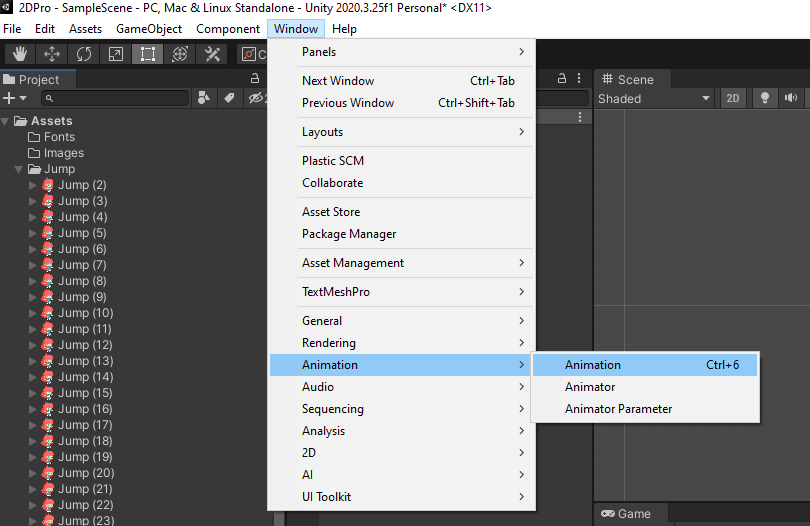 2DPro - SampleScene - PC, Mac & Linux Standalone - Unity 2020.3.25f1 Personal* <DX11>
File Edit Assets GameObject Component Window Help
C
Project
2
Assets
Fonts
Images
Jump
Jump (2)
Jump (3)
Jump (4)
Jump (5)
Jump (6)
Jump (7)
Jump (8)
Jump (9)
Jump (10)
Jump (11)
Jump (12)
Jump (13)
Jump (14)
Jump (15)
Jump (16)
Jump (17)
Jump (18)
Jump (19)
Jump (20)
Jump (21)
Jump (22)
Jump (23)
Panels
Next Window Ctrl+Tab
Previous Window Ctrl+Shift+Tab
Layouts
Plastic SCM
Collaborate
Asset Store
Package Manager
Asset Management
TextMeshPro
General
Rendering
Animation
Audio
Sequencing
Analysis
2D
AI
UI Toolkit
Animation Ctrl+6
Animator
Animator Parameter
Scene
Shaded 2D
Game